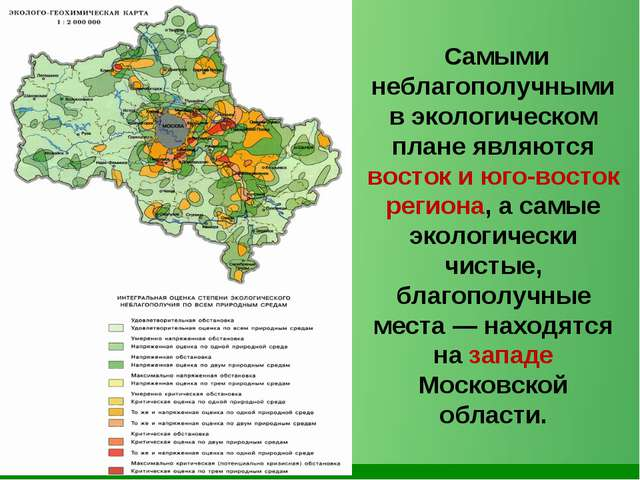 ЭКОЛОГО-ГЕОХИМИЧЕСКАЯ КАРТА
1 : 2 000 000
МОСКВА
ИНТЕГРАЛЬНАЯ ОЦЕНКА СТЕПЕНИ ЭКОЛОГИЧЕСКОГО
НЕБЛАГОПОЛУЧИЯ ПО ВСЕМ ПРИРОДНЫМ СРЕДАМ
Удовлетворительная обстановка
Удовлетворительная оценка по всем природным средам
Умеренно напряженная обстановка
Напряженная оценка по одной природной среде
Напряженная обстановка
Напряженная оценка по двум природным средам
Максимально напряженная обстановка
Напряженная оценка по трем природным средам
Умеренно критическая обстановка
Критическая оценка по одной природной среде
То же и напряженная оценка по одной природной среде
То же и напряженная оценка по двум природным средам
Критическая обстановка
Критическая оценка по двум природным средам
То же и напряженная оценка по одной природной среде
Максимально критическая (потенциально кризисная) обстановка
Критическая оценка по трем природным средам
Самыми
неблагополучными
в экологическом
плане являются
восток и юго-восток
региона, а самые
экологически
чистые,
благополучные
места — находятся
на западе
Московской
области.